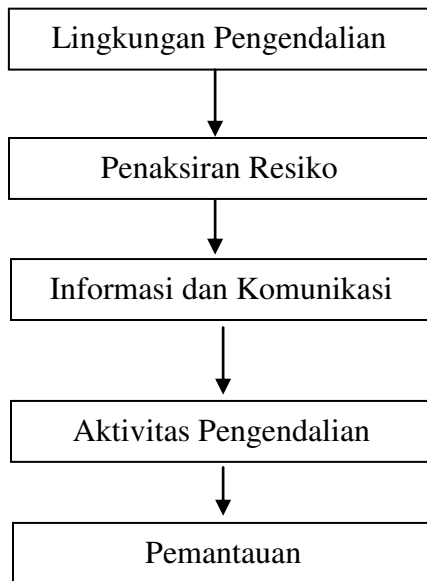 Lingkungan Pengendalian
Penaksiran Resiko
Informasi dan Komunikasi
Aktivitas Pengendalian
Pemantauan